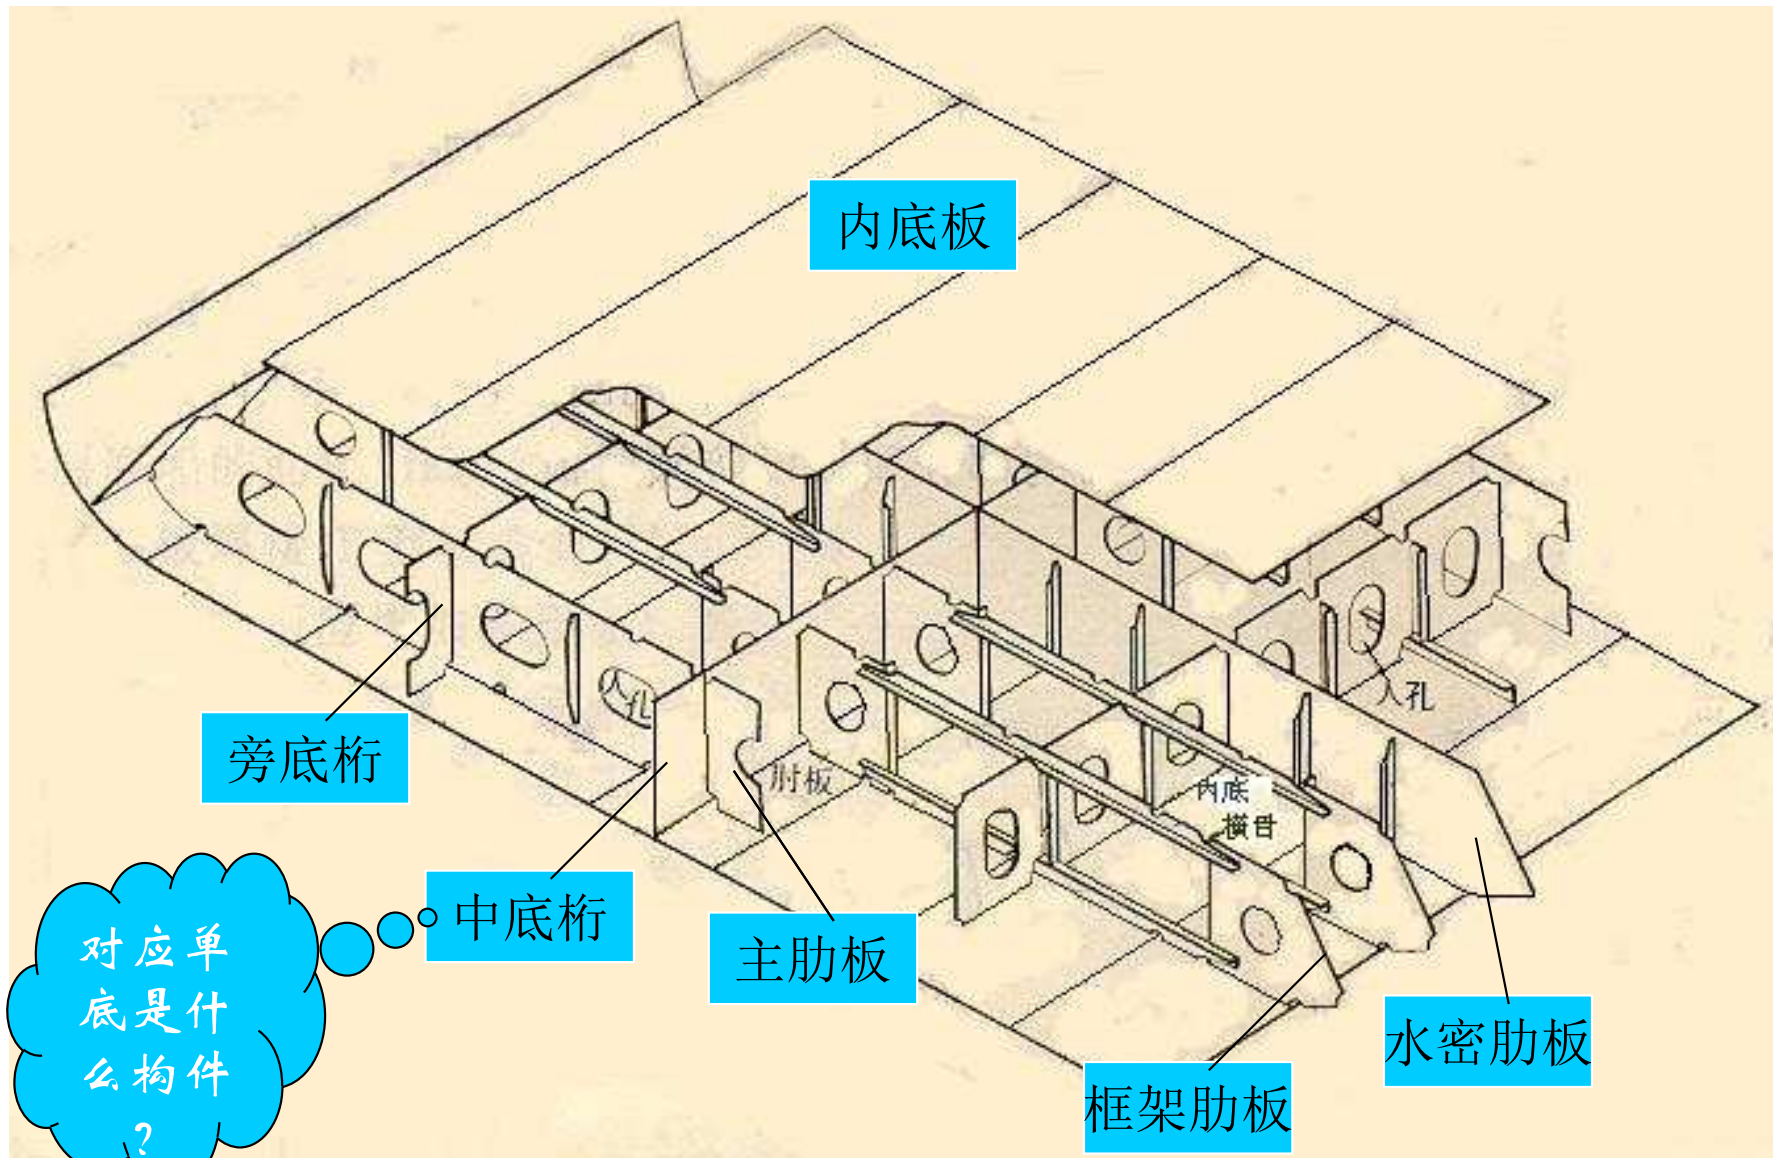 内底板
旁底桁
中底桁
主肋板
框架肋板
水密肋板
人孔
人孔
肘板
内底
横骨
对应单
底是什
么构件
？